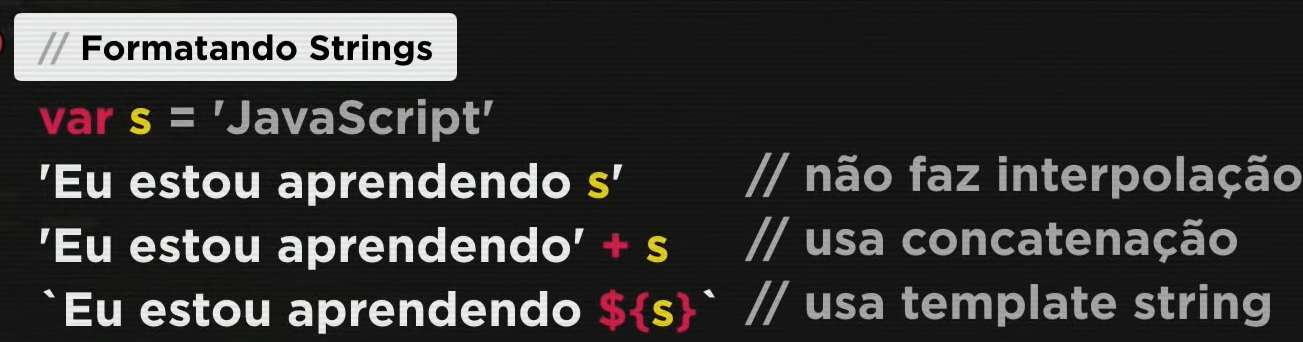 // Formatando Strings
var s = 'JavaScript'
'Eu estou aprendendo s' // não faz interpolação
'Eu estou aprendendo' + s // usa concatenação
`Eu estou aprendendo ${s}` // usa template string